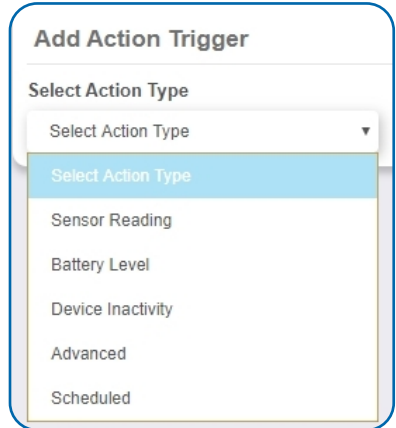 Add Action Trigger
Select Action Type
Select Action Type
Select Action Type
Sensor Reading
Battery Level
Device Inactivity
Advanced
Scheduled